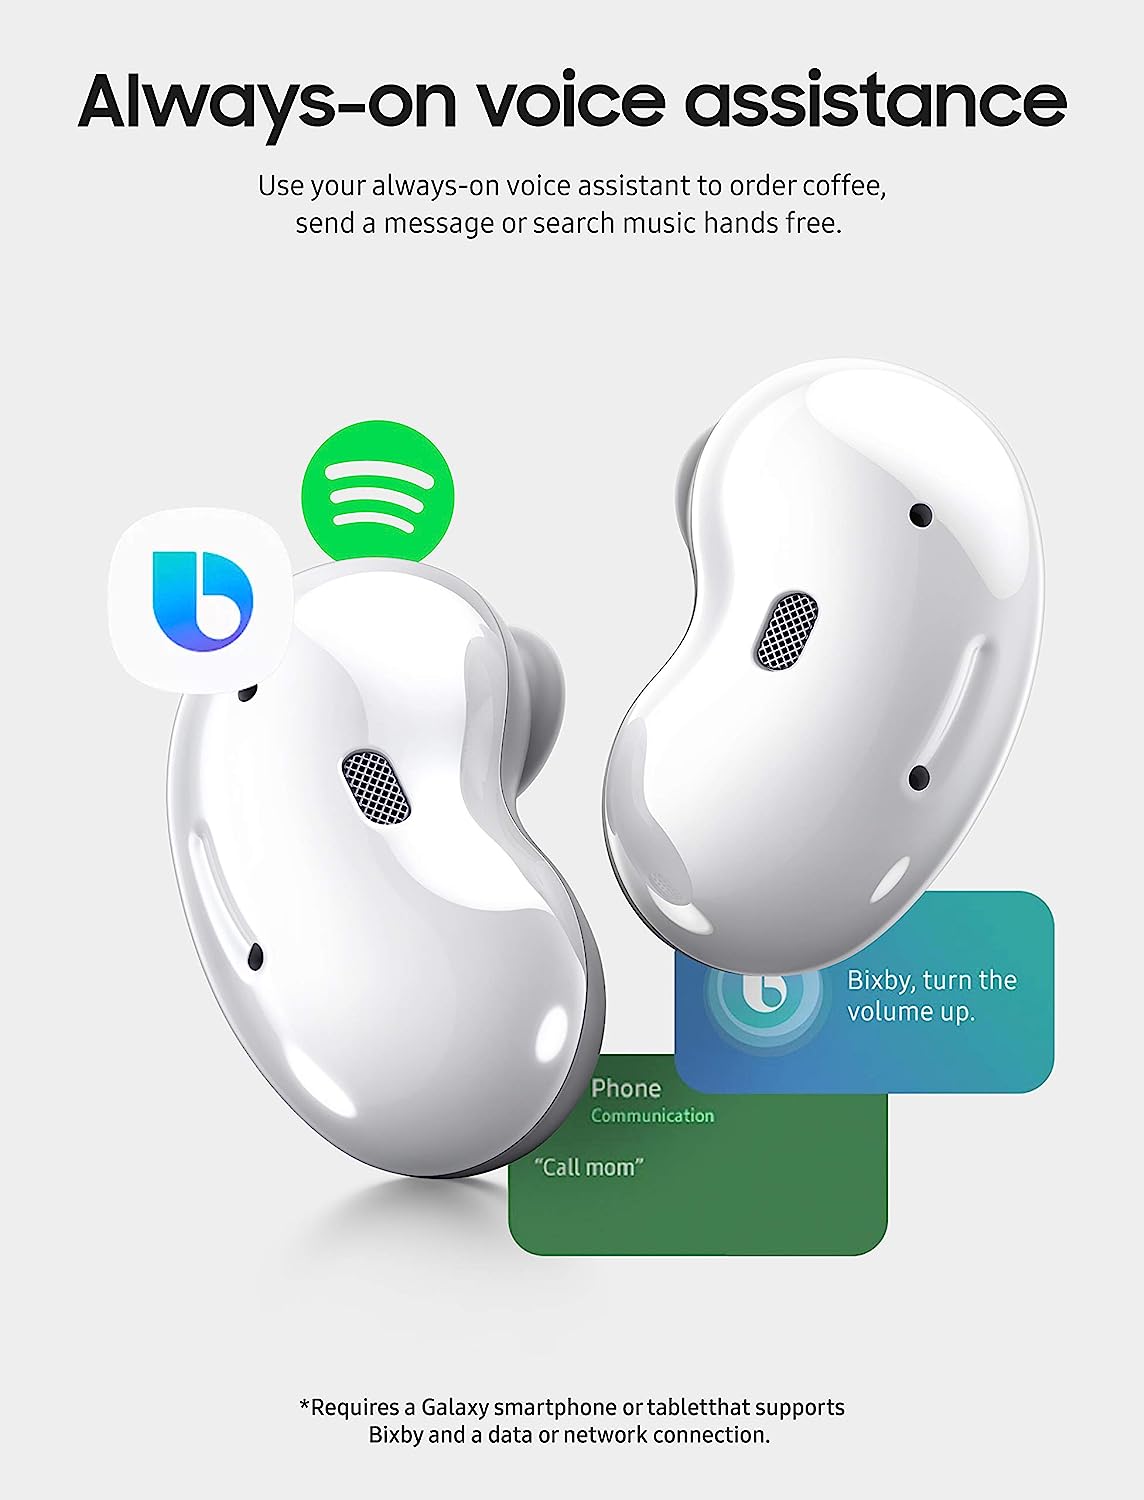 Always-on voice assistance
Use your always-on voice assistant to order coffee,
send a message or search music hands free.
Bixby, turn the
volume up.
Phone
Communication
“Call mom”
*Requires a Galaxy smartphone or tabletthat supports
Bixby and a data or network connection.